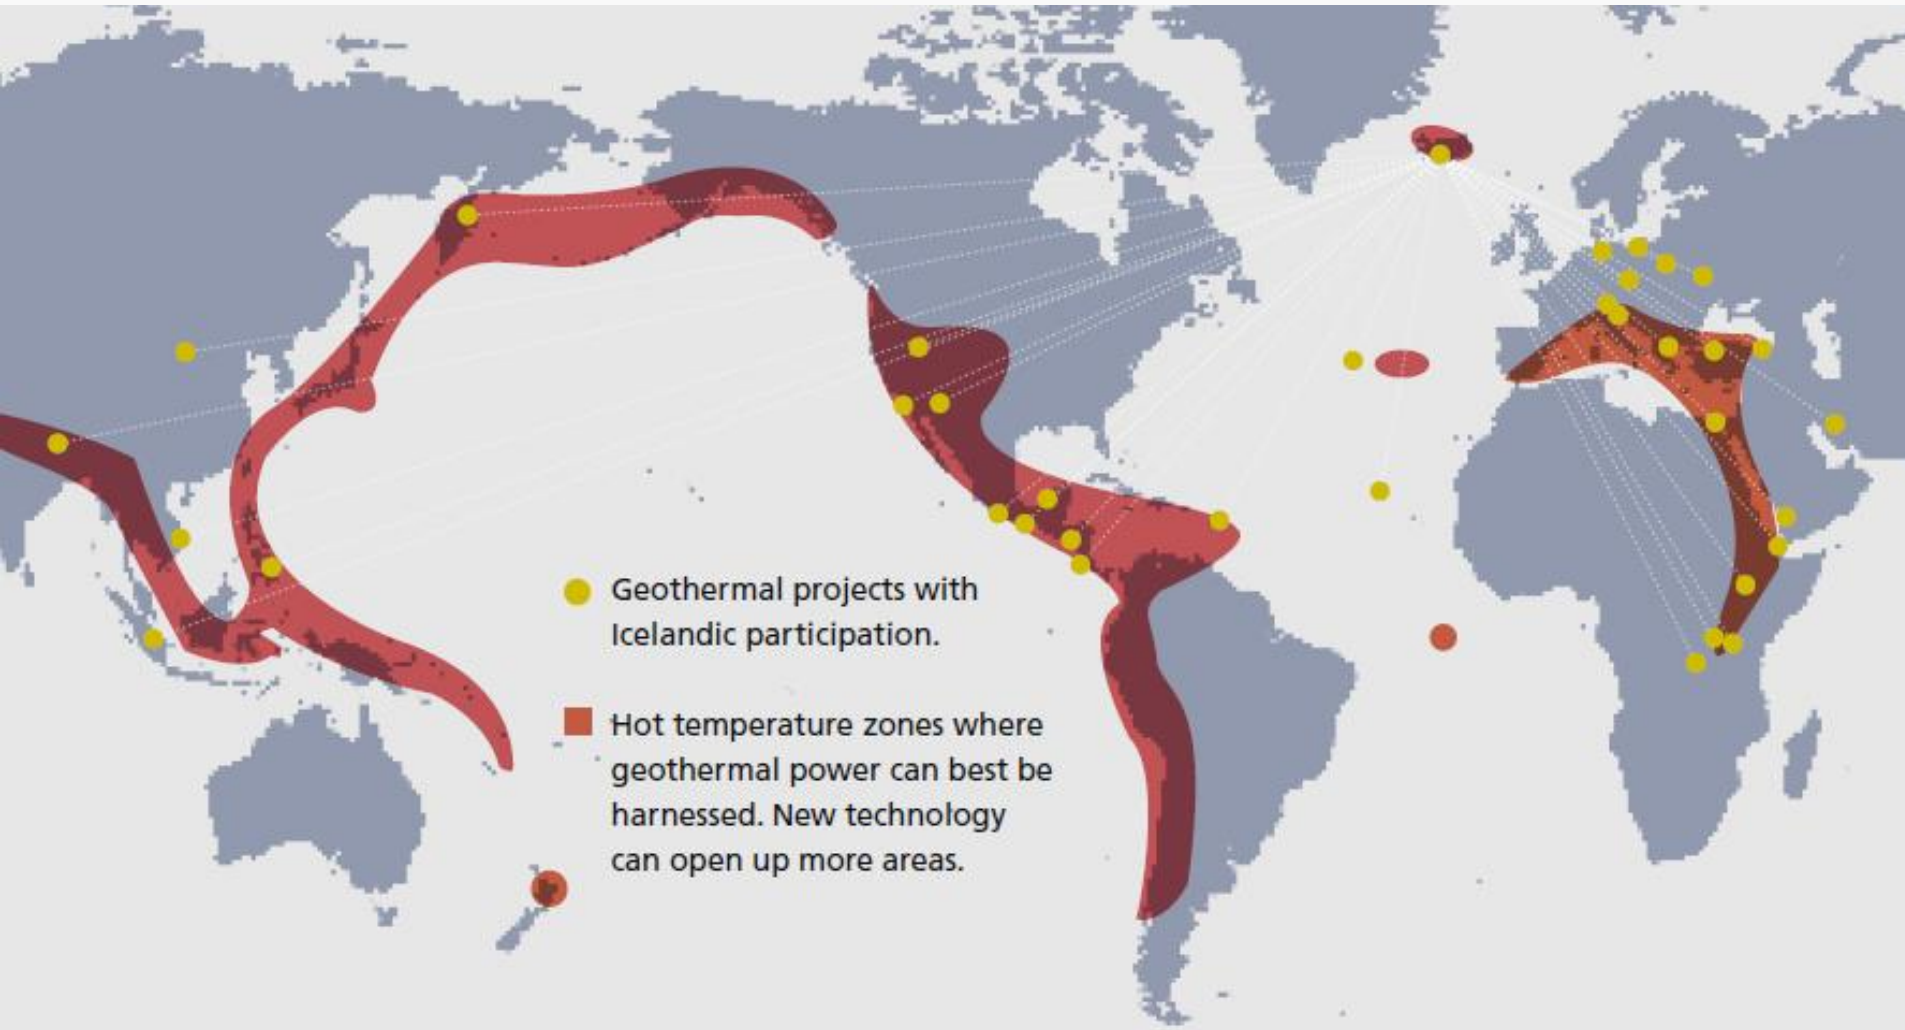 Geothermal projects with
Icelandic participation.
Hot temperature zones where
geothermal power can best be
harnessed. New technology
can open up more areas.